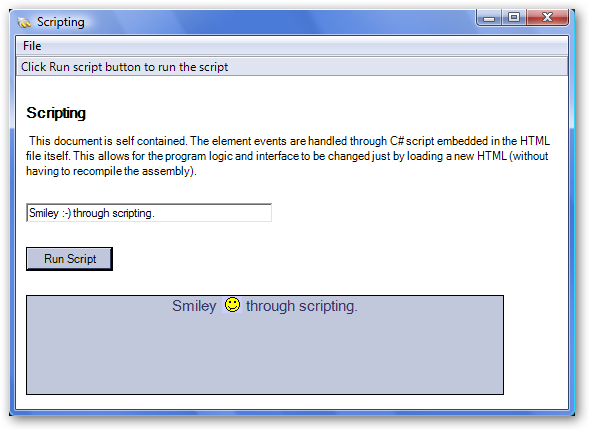 Scripting
File
Click Run script button to run the script
Scripting
This document is self contained. The element events are handled through C# script embedded in the HTML
file itself. This allows for the program logic and interface to be changed just by loading a new HTML (without
having to recompile the assembly).
Smiley :-) through scripting.
Run Script
Smiley through scripting.